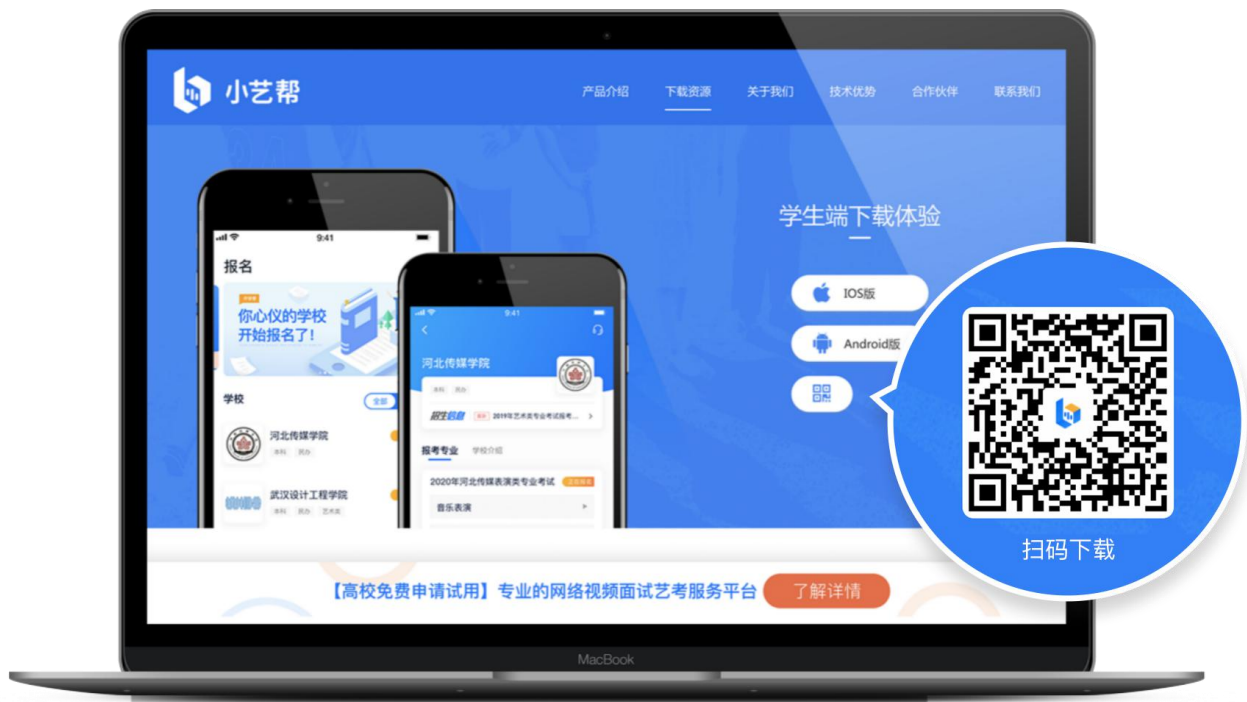 小艺帮
产品介绍 下载资源 关于我们 技术优势 合作伙伴 联系我们
学生端下载体验
IOS版
Android版
扫码下载
9:41
报名
你心仪的学校
开始报名了!
学校
全部
河北传媒学院
本科 民办
武汉设计工程学院
本科 民办 艺术类
9:41
河北传媒学院
本科 民办
招生信息
2019年艺术类专业考试报考...
报考专业 学校介绍
2020年河北传媒表演类专业考试
音乐表演
【高校免费申请试用】专业的网络视频面试艺考服务平台
了解详情
MacBook